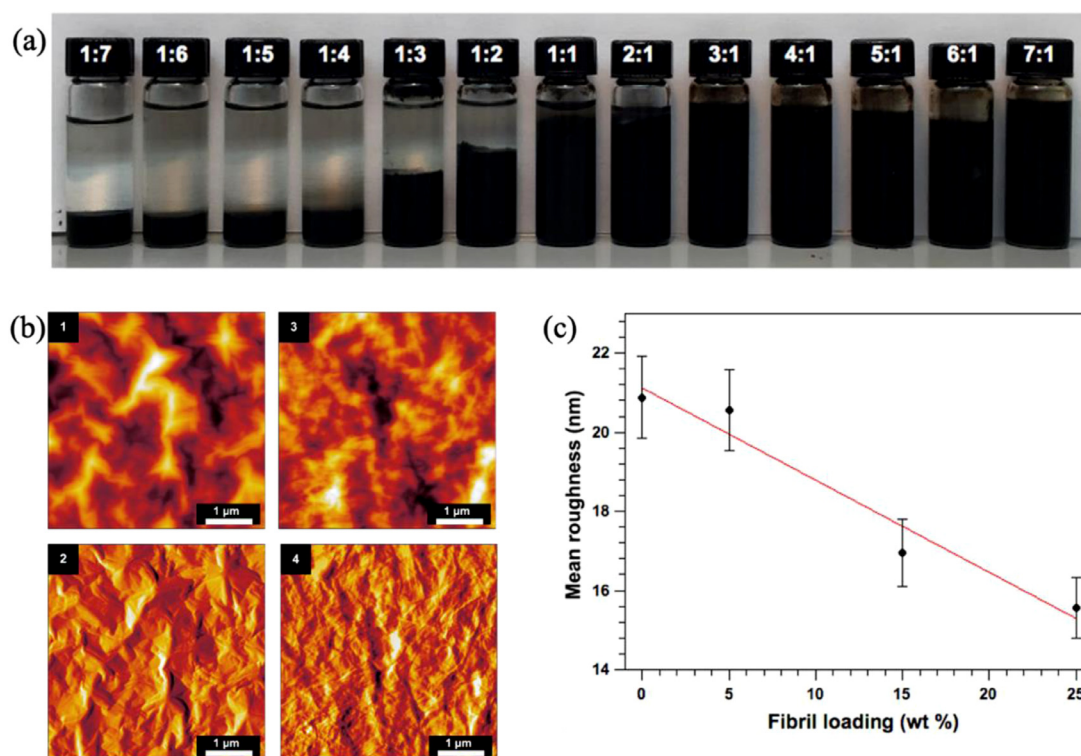 (a)
1:7 1:6 1:5 1:4 1:3 1:2 1:1 2:1 3:1 4:1 5:1 6:1 7:1
(b)
1
1 µm
3
1 µm
2
1 µm
4
1 µm
(c)
Mean roughness (nm)
22
20
18
16
14
0 5 10 15 20 25
Fibril loading (wt %)